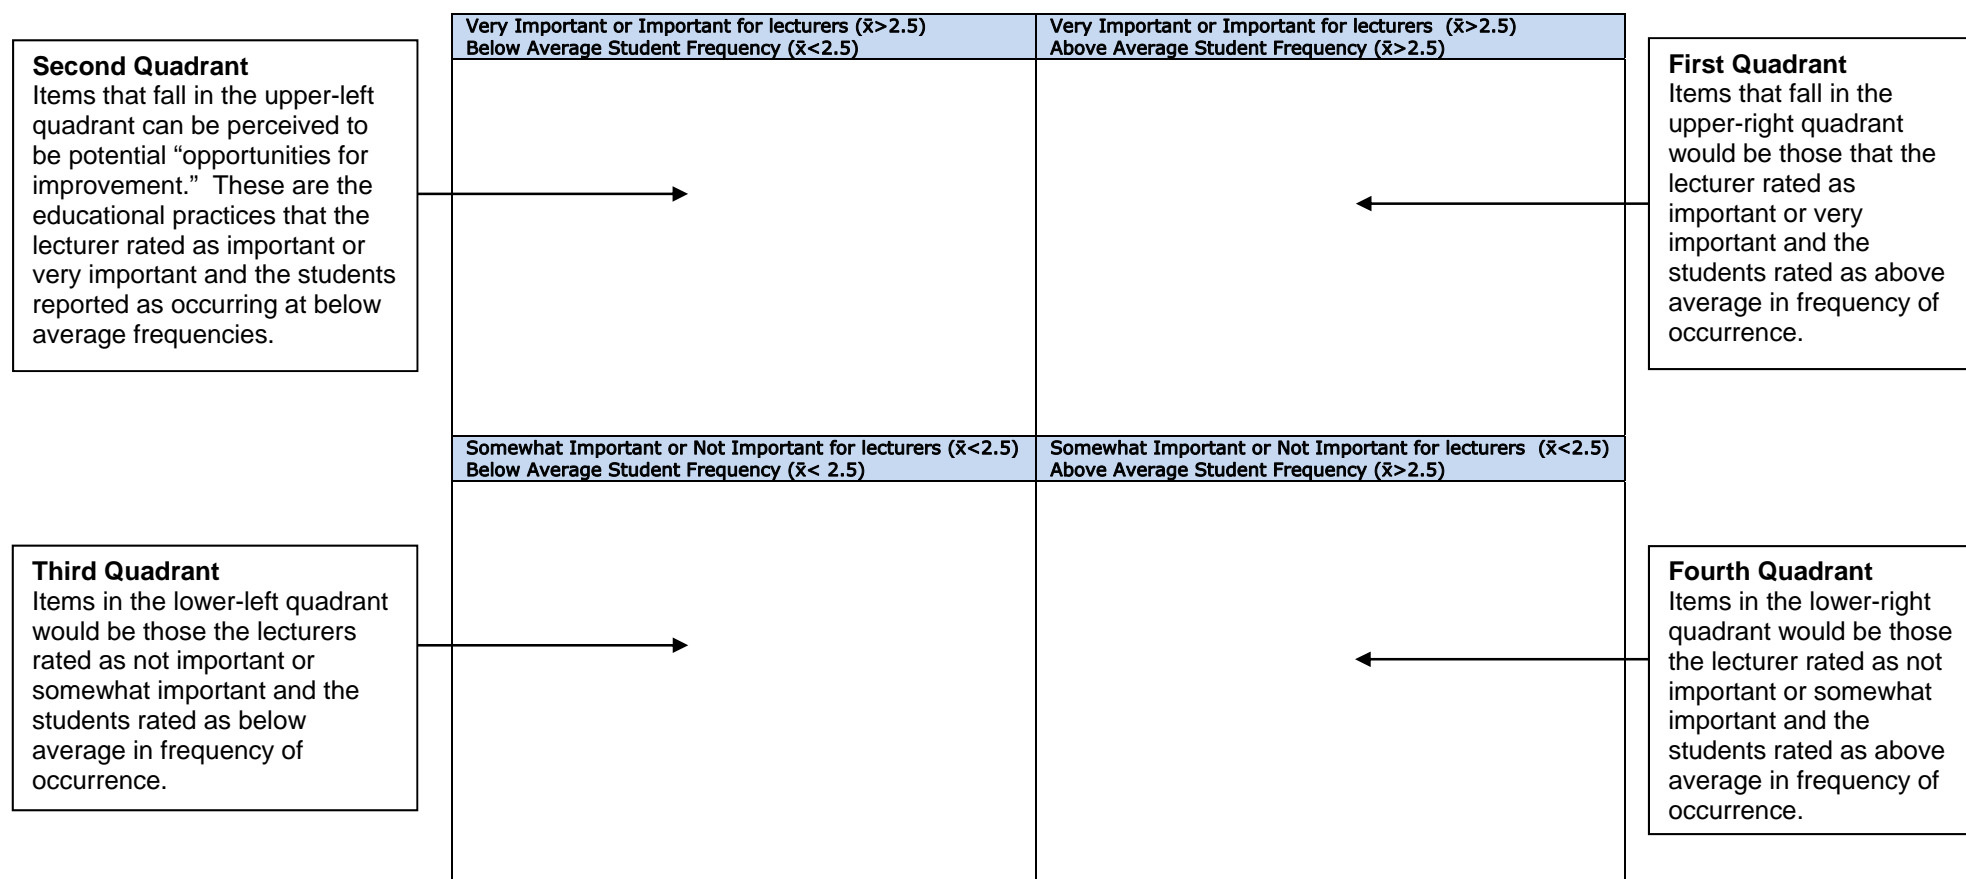 Very Important or Important for lecturers (x̄>2.5)
Below Average Student Frequency (x̄<2.5)
Very Important or Important for lecturers  (x̄>2.5)
Above Average Student Frequency (x̄>2.5)
Second Quadrant
Items that fall in the upper-left
quadrant can be perceived to
be potential “opportunities for
improvement.”  These are the
educational practices that the
lecturer rated as important or
very important and the students
reported as occurring at below
average frequencies.
First Quadrant
Items that fall in the
upper-right quadrant
would be those that the
lecturer rated as
important or very
important and the
students rated as above
average in frequency of
occurrence.
Somewhat Important or Not Important for lecturers (x̄<2.5)
Below Average Student Frequency (x̄< 2.5)
Somewhat Important or Not Important for lecturers  (x̄<2.5)
Above Average Student Frequency (x̄>2.5)
Third Quadrant
Items in the lower-left quadrant
would be those the lecturers
rated as not important or
somewhat important and the
students rated as below
average in frequency of
occurrence.
Fourth Quadrant
Items in the lower-right
quadrant would be those
the lecturer rated as not
important or somewhat
important and the
students rated as above
average in frequency of
occurrence.